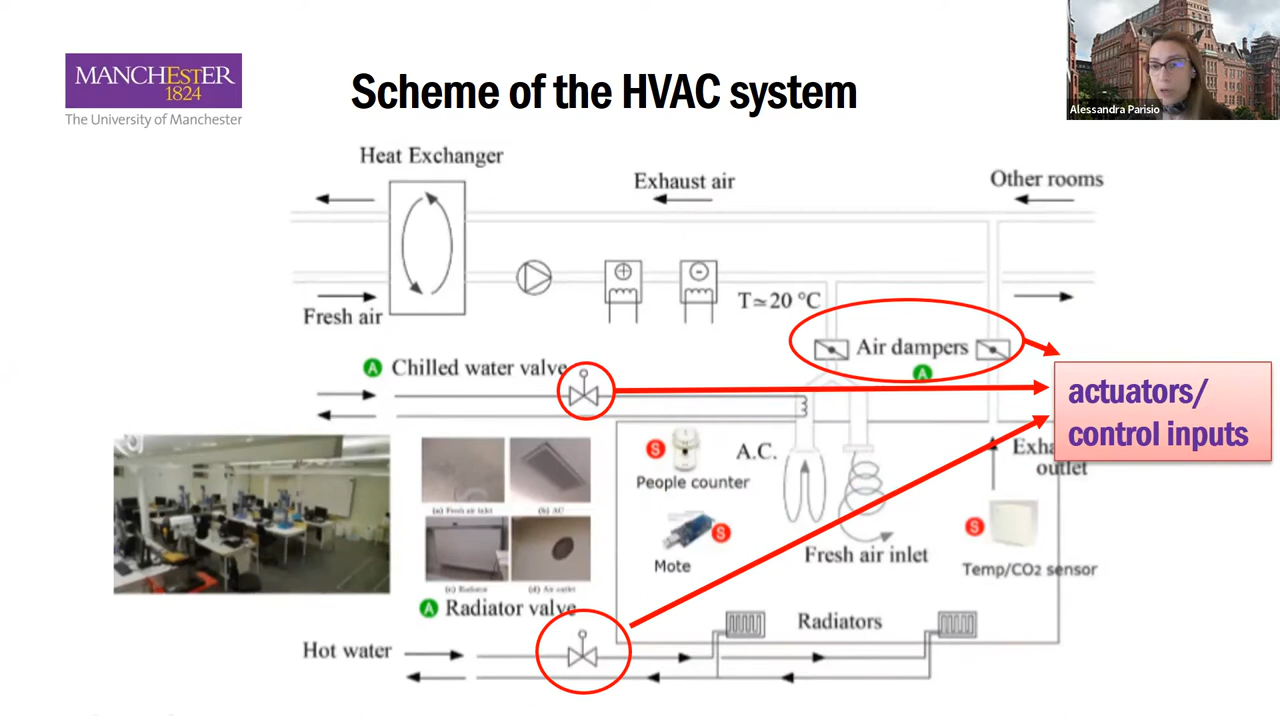 MANCHESTER
1824
The University of Manchester
Scheme of the HVAC system
Alessandra Parisio
Heat Exchanger
Exhaust air
Other rooms
Fresh air
T≃20 °C
Air dampers
A
A Chilled water valve
actuators/
control inputs
S
People counter
A.C.
Exha
outlet
S
Mote
Fresh air inlet
S
Temp/CO2 sensor
(a) Fresh air inlet
(b) AC
(c) Radiator
(d) Air outlet
A Radiator valve
Radiators
Hot water